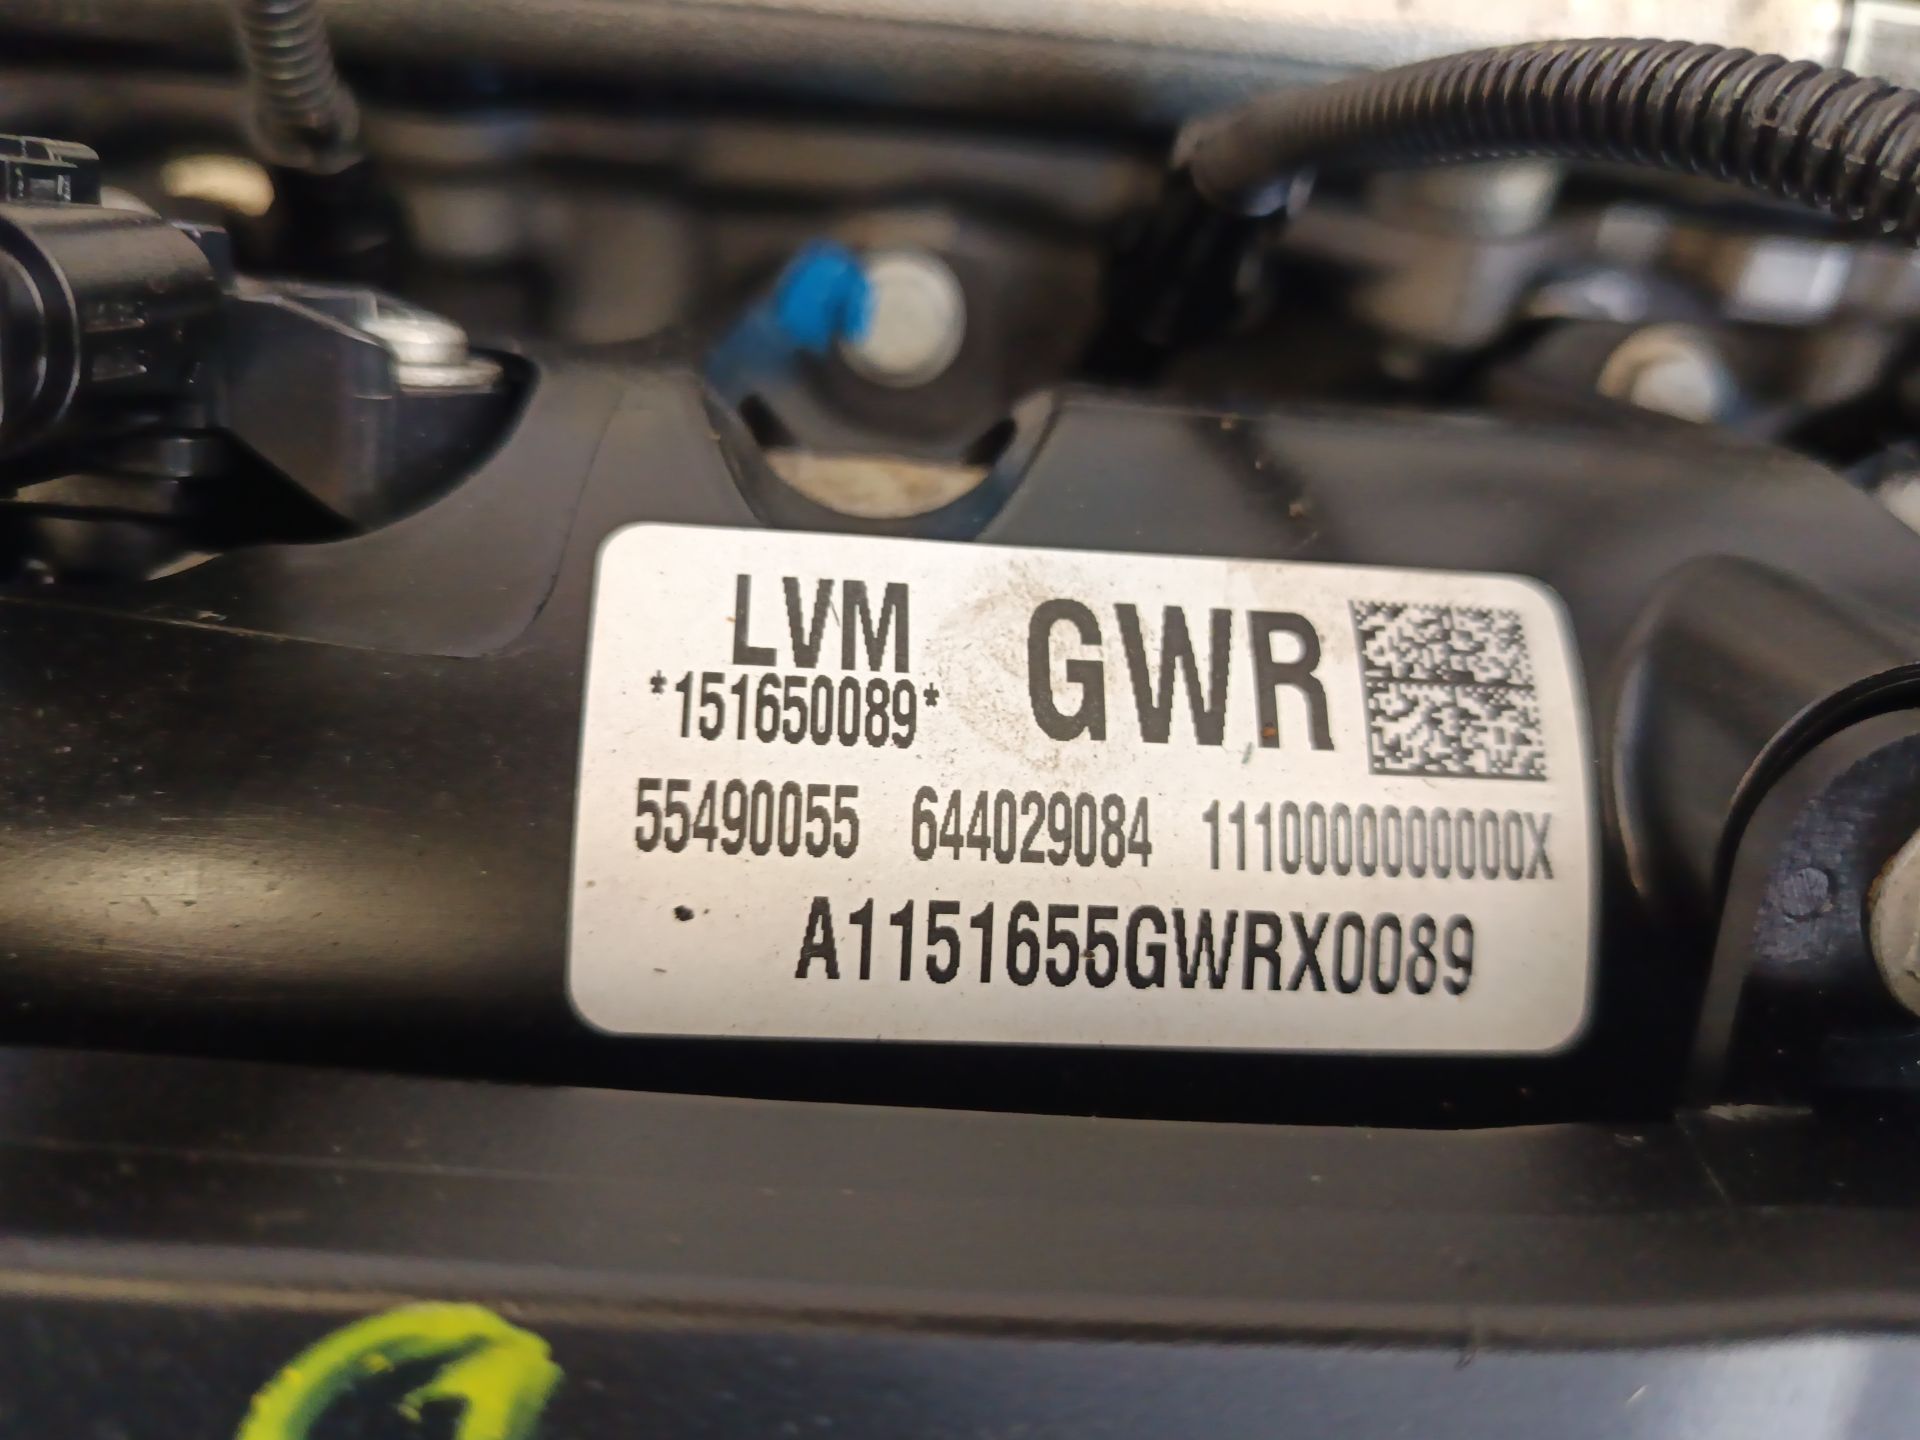 LVM GWR
*151650089*
55490055 644029084 1110000000000X
A1151655GWRX0089